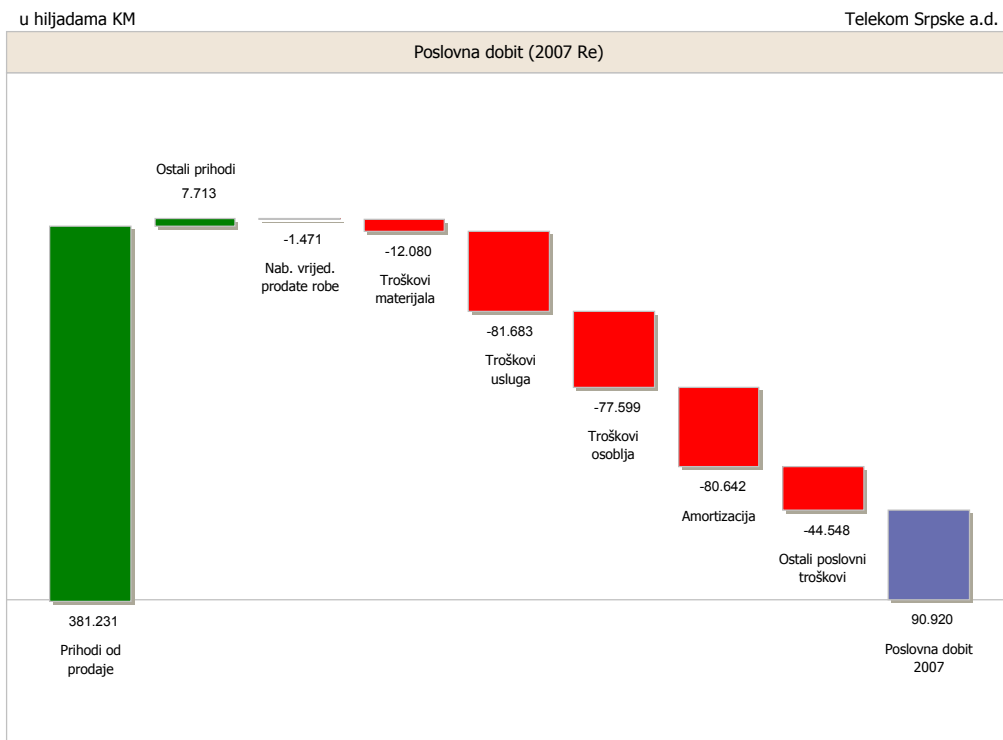 u hiljadama KM
Telekom Srpske a.d.
Poslovna dobit (2007 Re)
Ostali prihodi
7.713
-1.471
Nab. vrijed.
prodate robe
-12.080
Troškovi
materijala
-81.683
Troškovi
usluga
-77.599
Troškovi
osoblja
-80.642
Amortizacija
-44.548
Ostali poslovni
troškovi
381.231
Prihodi od
prodaje
90.920
Poslovna dobit
2007